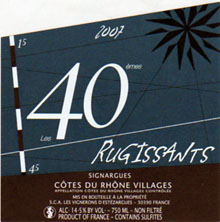 2007
15
èmes
40
Les
RUGISSANTS
45
SIGNARGUES
CÔTES DU RHÔNE VILLAGES
APPELLATION CÔTES DU RHÔNE VILLAGES CONTRÔLÉE
MIS EN BOUTEILLE À LA PROPRIÉTÉ
S.C.A. LES VIGNERONS D'ESTÉZARGUES - 30390 FRANCE
ALC. 14.5% BY VOL - 750 ML - NON FILTRÉ
PRODUCT OF FRANCE - CONTAINS SULFITES